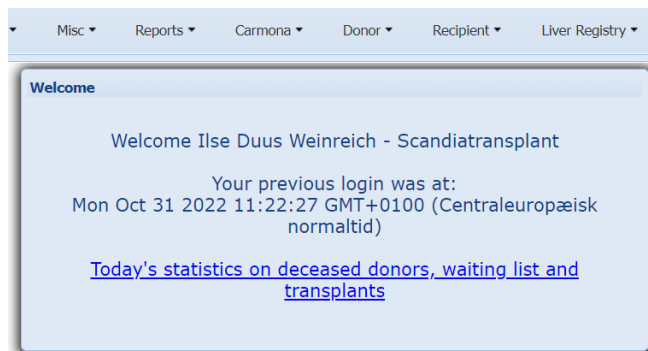 Misc Reports Carmona Donor Recipient Liver Registry
Welcome
Welcome Ilse Duus Weinreich - Scandiatransplant
Your previous login was at:
Mon Oct 31 2022 11:22:27 GMT+0100 (Centraleuropæisk
normaltid)
Today's statistics on deceased donors, waiting list and
transplants